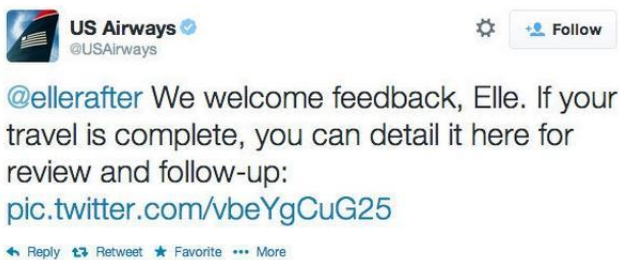 US Airways
@USAirways
Follow
@ellerafter We welcome feedback, Elle. If your
travel is complete, you can detail it here for
review and follow-up:
pic.twitter.com/vbeYgCuG25
Reply Retweet Favorite More